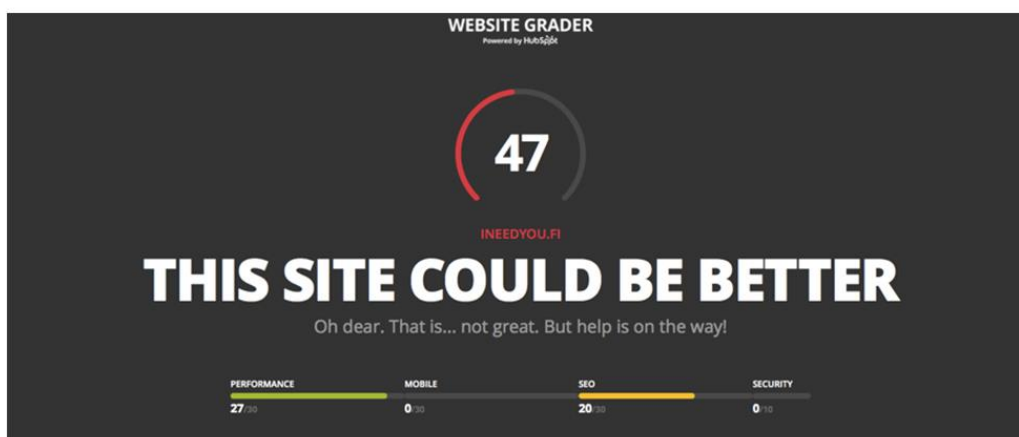 WEBSITE GRADER
Powered by HubSpot
47
INEEDYOU.FI
THIS SITE COULD BE BETTER
Oh dear. That is... not great. But help is on the way!
PERFORMANCE MOBILE SEO SECURITY
27/30 0/30 20/30 0/10